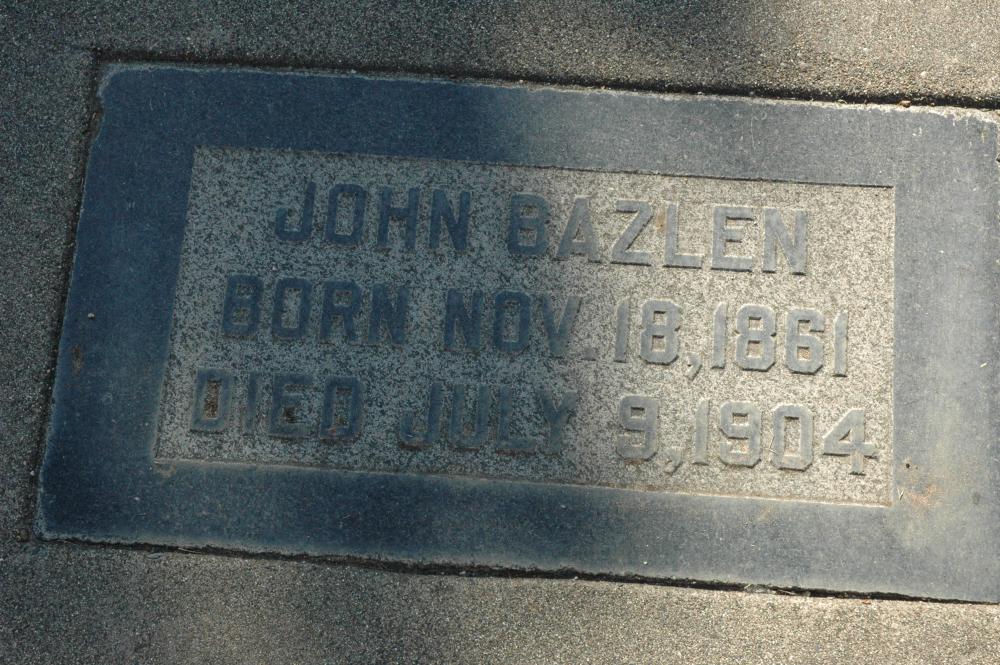 JOHN BAZLEN
BORN NOV. 18, 1861
DIED JULY 9, 1904